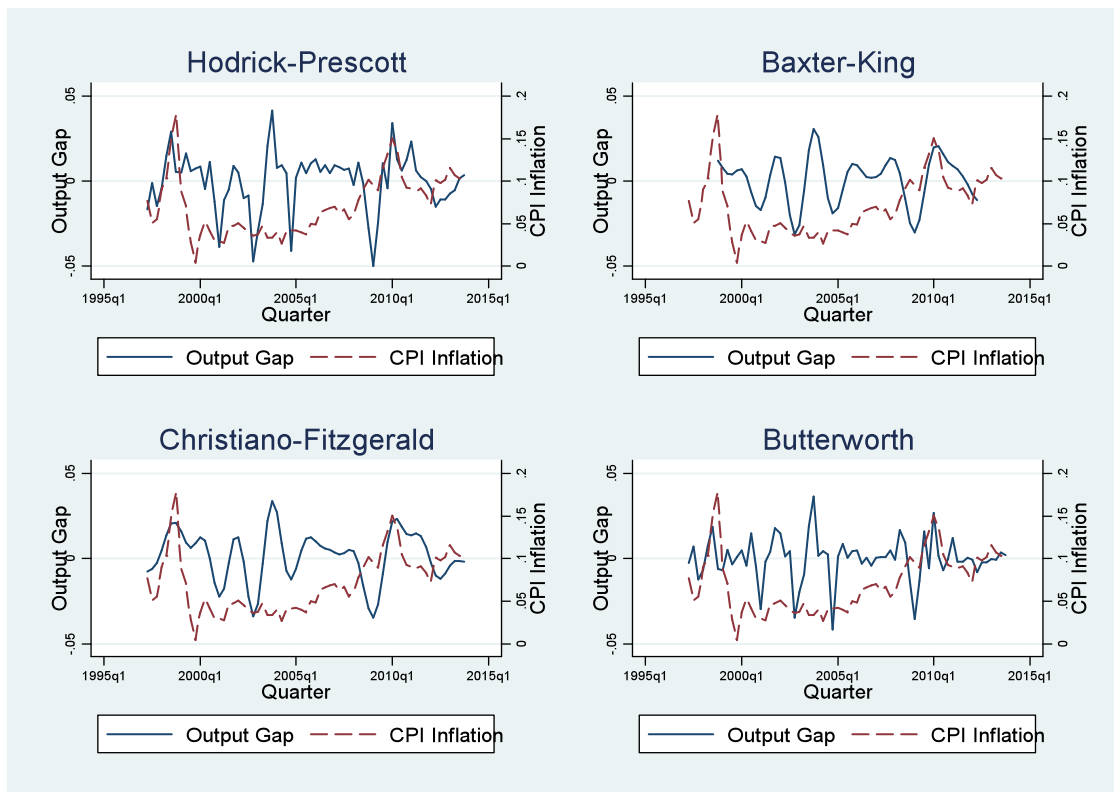 Hodrick-Prescott
Output Gap
.05
0
-.05
.2
.15
.1
.05
0
CPI Inflation
1995q1 2000q1 2005q1 2010q1 2015q1
Quarter
Output Gap CPI Inflation
Baxter-King
Output Gap
.05
0
-.05
.2
.15
.1
.05
0
CPI Inflation
1995q1 2000q1 2005q1 2010q1 2015q1
Quarter
Output Gap CPI Inflation
Christiano-Fitzgerald
Output Gap
.05
0
-.05
.2
.15
.1
.05
0
CPI Inflation
1995q1 2000q1 2005q1 2010q1 2015q1
Quarter
Output Gap CPI Inflation
Butterworth
Output Gap
.05
0
-.05
.2
.15
.1
.05
0
CPI Inflation
1995q1 2000q1 2005q1 2010q1 2015q1
Quarter
Output Gap CPI Inflation